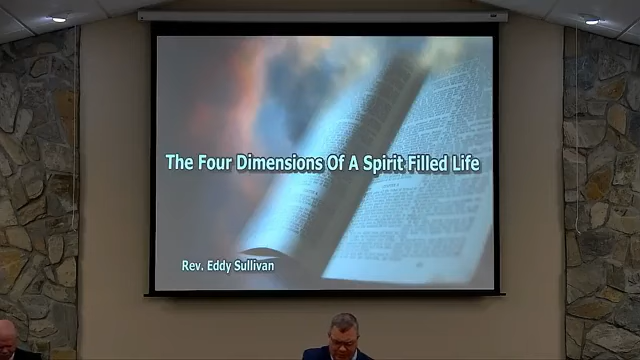 The Four Dimensions Of A Spirit Filled Life
Rev. Eddy Sullivan